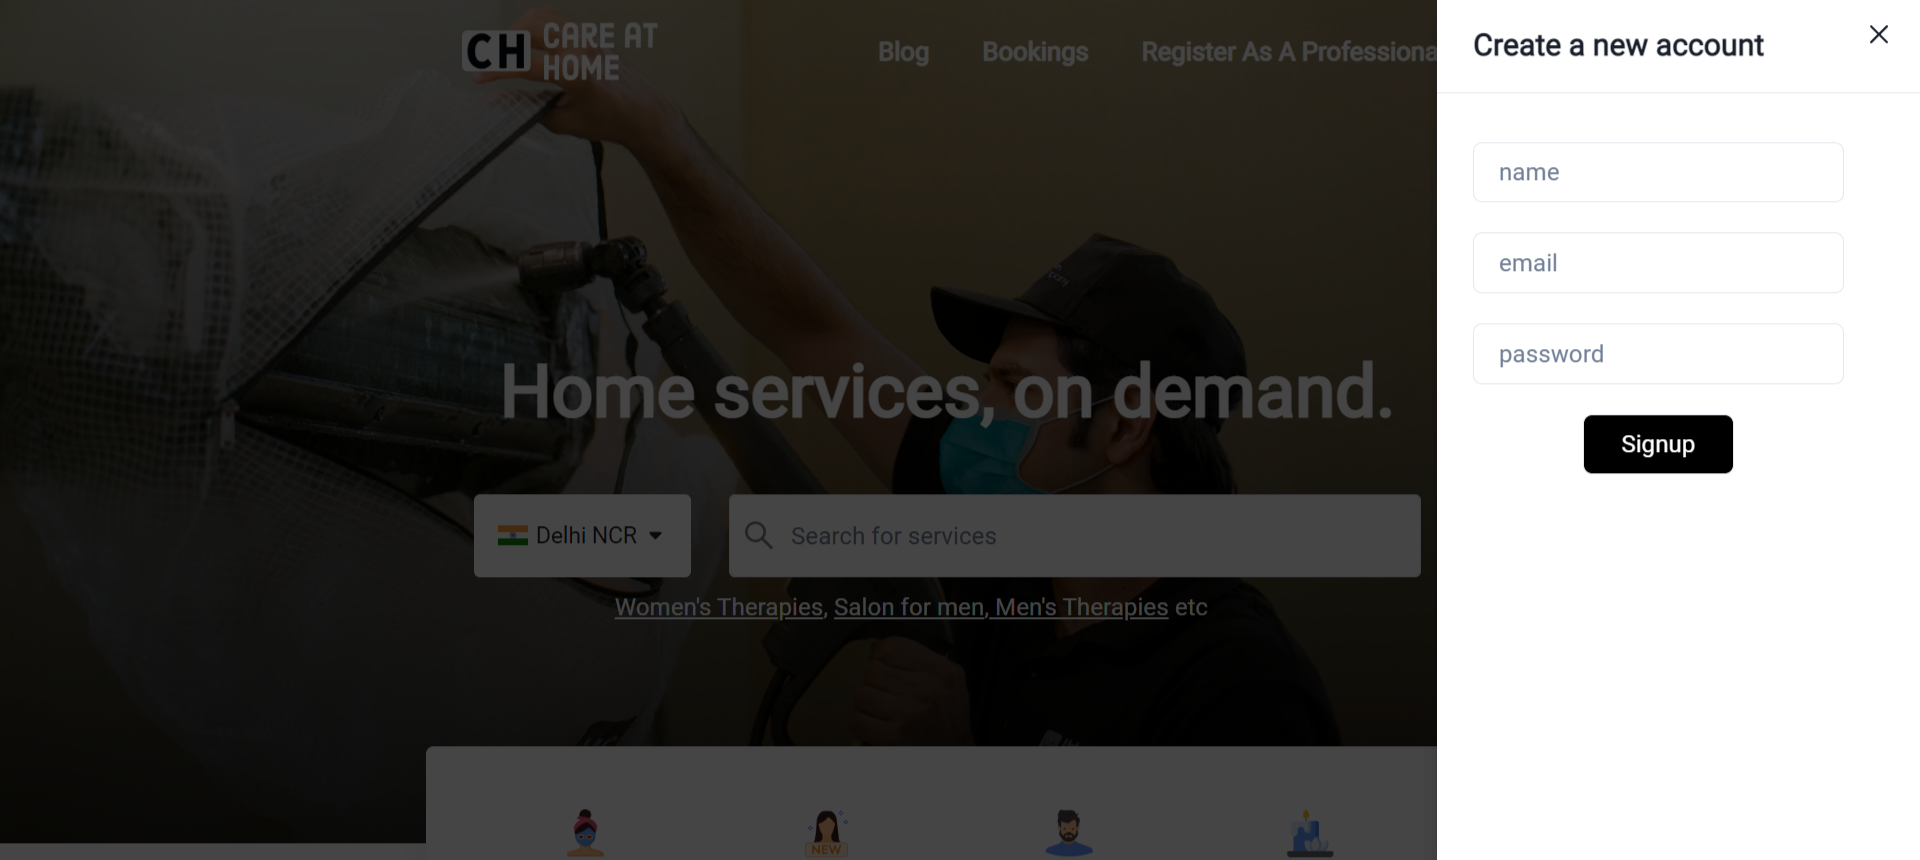 CH CARE AT
HOME
Blog
Bookings
Register As A Professiona
Home services, on demand.
Delhi NCR
Search for services
Women's Therapies, Salon for men, Men's Therapies etc
NEW
Create a new account
name
email
password
Signup